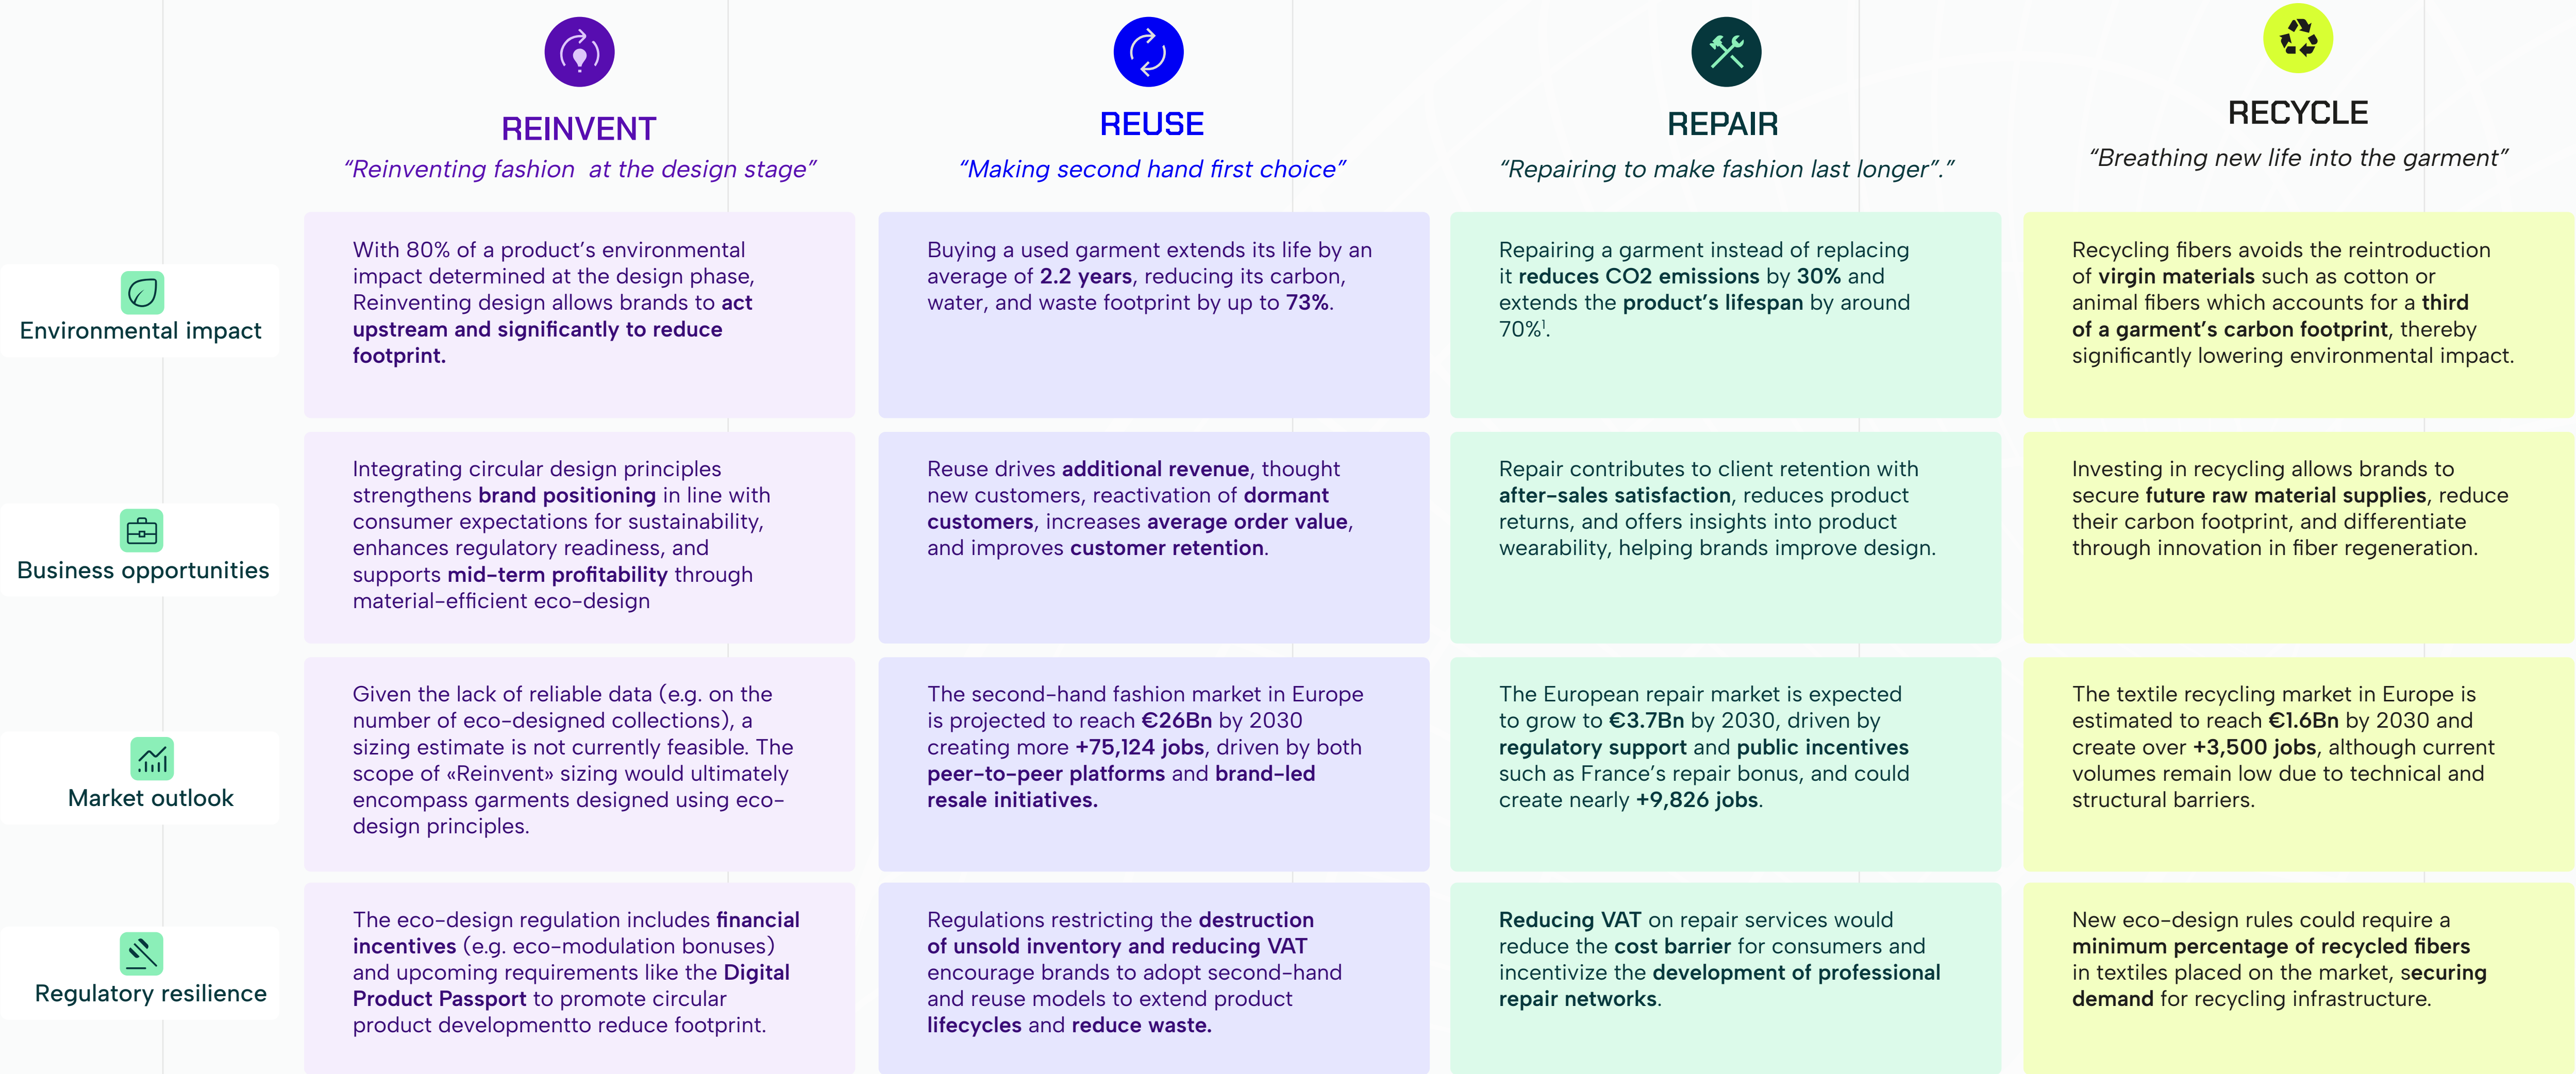 REINVENT
“Reinventing fashion  at the design stage”
REUSE
“Making second hand first choice”
REPAIR
“Repairing to make fashion last longer”.”
RECYCLE
“Breathing new life into the garment”
Environmental impact
With 80% of a product’s environmental
impact determined at the design phase,
Reinventing design allows brands to act
upstream and significantly to reduce
footprint.
Buying a used garment extends its life by an
average of 2.2 years, reducing its carbon,
water, and waste footprint by up to 73%.
Repairing a garment instead of replacing
it reduces CO2 emissions by 30% and
extends the product’s lifespan by around
70%¹.
Recycling fibers avoids the reintroduction
of virgin materials such as cotton or
animal fibers which accounts for a third
of a garment’s carbon footprint, thereby
significantly lowering environmental impact.
Business opportunities
Integrating circular design principles
strengthens brand positioning in line with
consumer expectations for sustainability,
enhances regulatory readiness, and
supports mid-term profitability through
material-efficient eco-design
Reuse drives additional revenue, thought
new customers, reactivation of dormant
customers, increases average order value,
and improves customer retention.
Repair contributes to client retention with
after-sales satisfaction, reduces product
returns, and offers insights into product
wearability, helping brands improve design.
Investing in recycling allows brands to
secure future raw material supplies, reduce
their carbon footprint, and differentiate
through innovation in fiber regeneration.
Market outlook
Given the lack of reliable data (e.g. on the
number of eco-designed collections), a
sizing estimate is not currently feasible. The
scope of «Reinvent» sizing would ultimately
encompass garments designed using eco-
design principles.
The second-hand fashion market in Europe
is projected to reach €26Bn by 2030
creating more +75,124 jobs, driven by both
peer-to-peer platforms and brand-led
resale initiatives.
The European repair market is expected
to grow to €3.7Bn by 2030, driven by
regulatory support and public incentives
such as France’s repair bonus, and could
create nearly +9,826 jobs.
The textile recycling market in Europe is
estimated to reach €1.6Bn by 2030 and
create over +3,500 jobs, although current
volumes remain low due to technical and
structural barriers.
Regulatory resilience
The eco-design regulation includes financial
incentives (e.g. eco-modulation bonuses)
and upcoming requirements like the Digital
Product Passport to promote circular
product developmentto reduce footprint.
Regulations restricting the destruction
of unsold inventory and reducing VAT
encourage brands to adopt second-hand
and reuse models to extend product
lifecycles and reduce waste.
Reducing VAT on repair services would
reduce the cost barrier for consumers and
incentivize the development of professional
repair networks.
New eco-design rules could require a
minimum percentage of recycled fibers
in textiles placed on the market, securing
demand for recycling infrastructure.